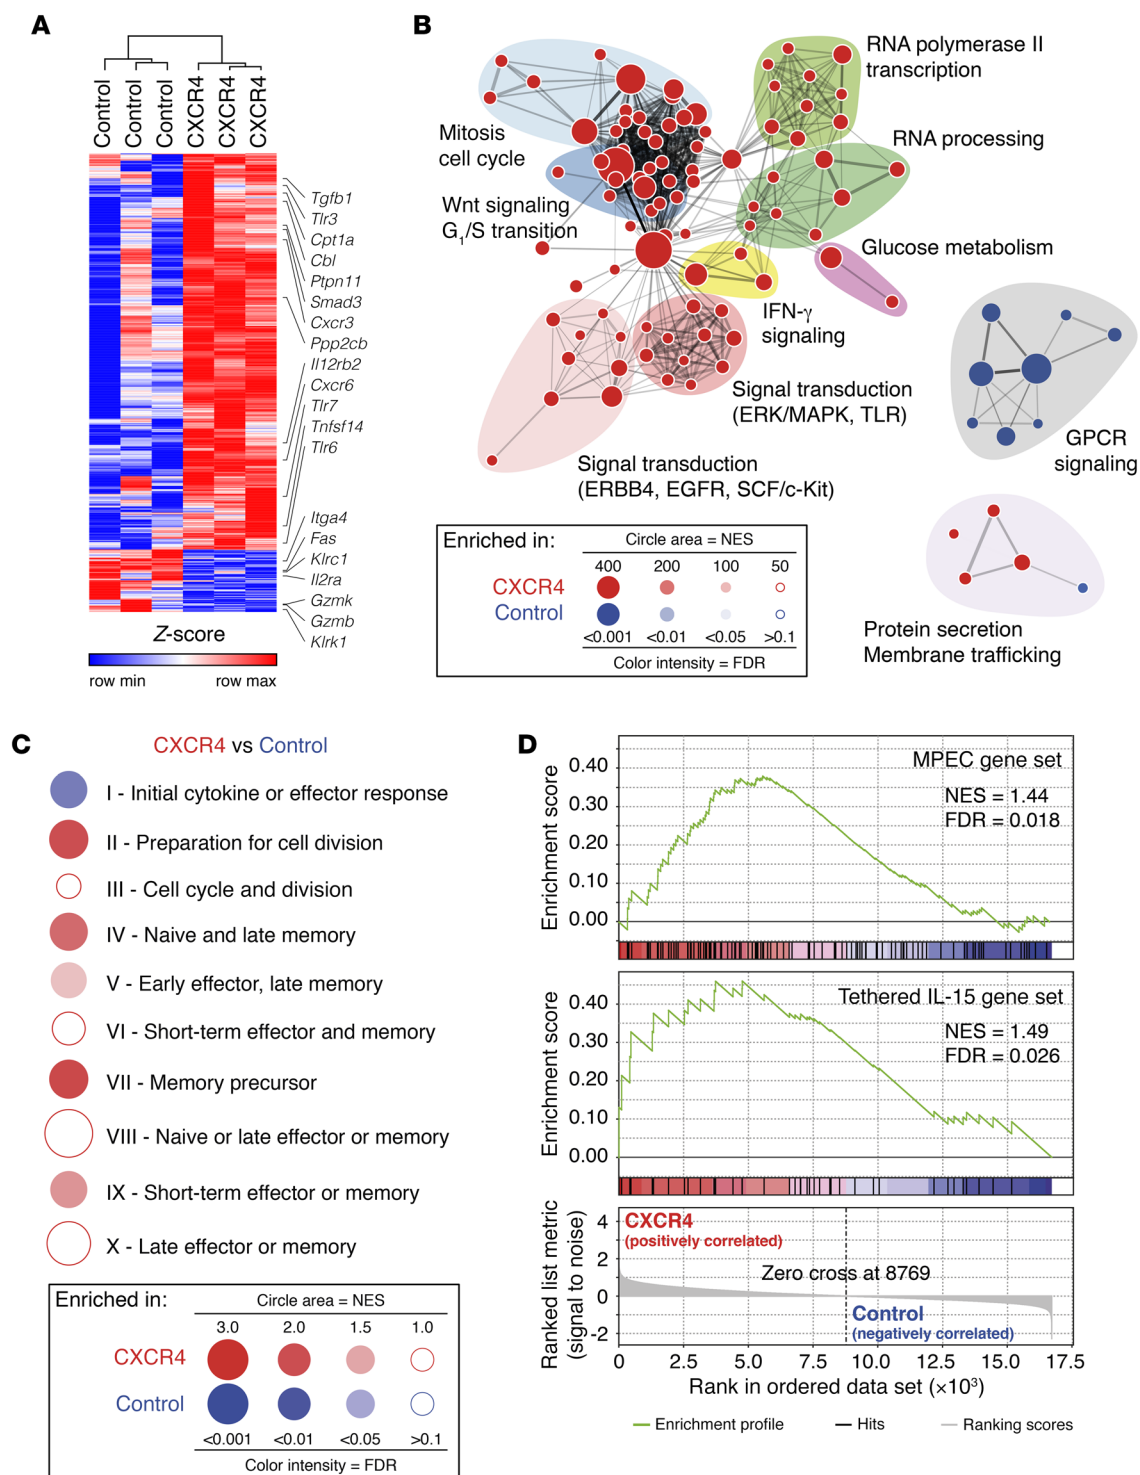 A
Control
Control
Control
CXCR4
CXCR4
CXCR4
Tgfb1
Tlr3
Cpt1a
Cbl
Ptpn11
Smad3
Cxcr3
Ppp2cb
Il12rb2
Cxcr6
Tlr7
Tnfsf14
Tlr6
Itga4
Fas
Klrc1
Il2ra
Gzmk
Gzmb
Klrk1
Z-score
row min row max
B
RNA polymerase II
transcription
Mitosis
cell cycle
RNA processing
Wnt signaling
G1/S transition
Glucose metabolism
IFN-γ
signaling
Signal transduction
(ERK/MAPK, TLR)
GPCR
signaling
Signal transduction
(ERBB4, EGFR, SCF/c-Kit)
Protein secretion
Membrane trafficking
Enriched in:
Circle area = NES
400 200 100 50
CXCR4
Control
<0.001 <0.01 <0.05 >0.1
Color intensity = FDR
C
CXCR4 vs Control
I - Initial cytokine or effector response
II - Preparation for cell division
III - Cell cycle and division
IV - Naive and late memory
V - Early effector, late memory
VI - Short-term effector and memory
VII - Memory precursor
VIII - Naive or late effector or memory
IX - Short-term effector or memory
X - Late effector or memory
Enriched in:
Circle area = NES
3.0 2.0 1.5 1.0
CXCR4
Control
<0.001 <0.01 <0.05 >0.1
Color intensity = FDR
D
Enrichment score
0.40
0.30
0.20
0.10
0.00
MPEC gene set
NES = 1.44
FDR = 0.018
Enrichment score
0.40
0.30
0.20
0.10
0.00
Tethered IL-15 gene set
NES = 1.49
FDR = 0.026
Ranked list metric
(signal to noise)
4
2
0
-2
CXCR4
(positively correlated)
Zero cross at 8769
Control
(negatively correlated)
0 2.5 5.0 7.5 10.0 12.5 15.0 17.5
Rank in ordered data set (×10³)
Enrichment profile Hits Ranking scores